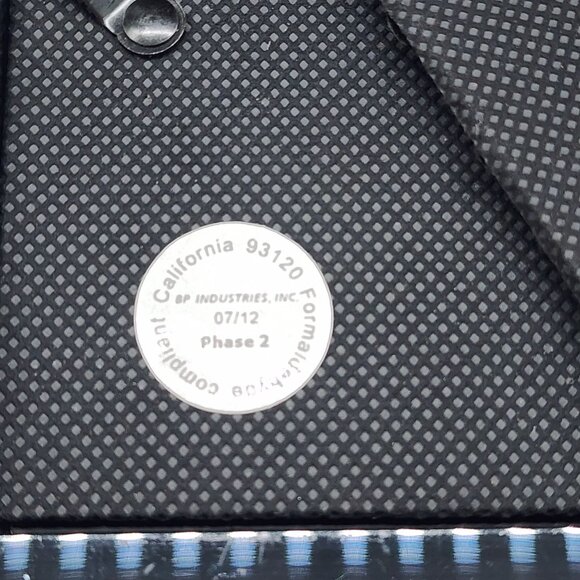 California 93120 Formaldehyde compliant
BP INDUSTRIES, INC.
07/12
Phase 2